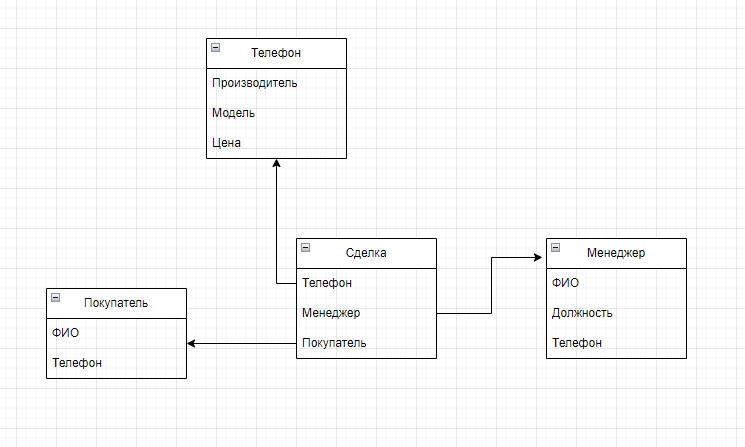 Телефон
Производитель
Модель
Цена
Сделка
Телефон
Менеджер
Покупатель
Менеджер
ФИО
Должность
Телефон
Покупатель
ФИО
Телефон